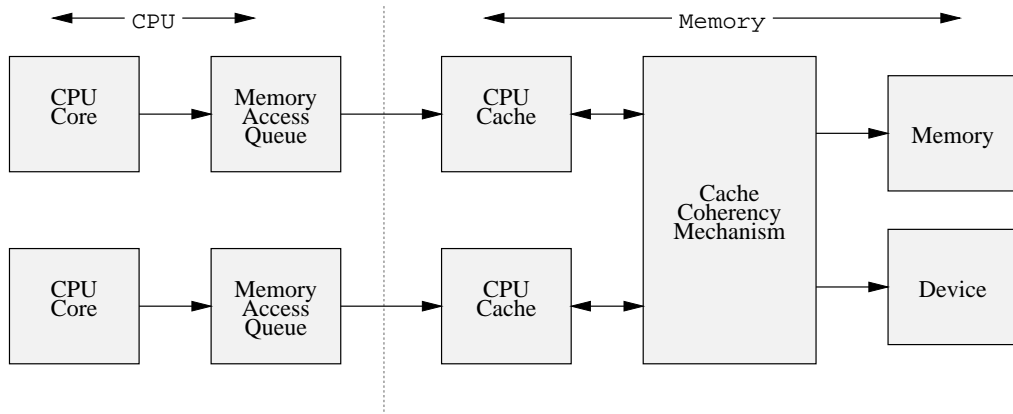 CPU
Memory
CPU
Core
Memory
Access
Queue
CPU
Cache
Cache
Coherency
Mechanism
Memory
CPU
Core
Memory
Access
Queue
CPU
Cache
Device